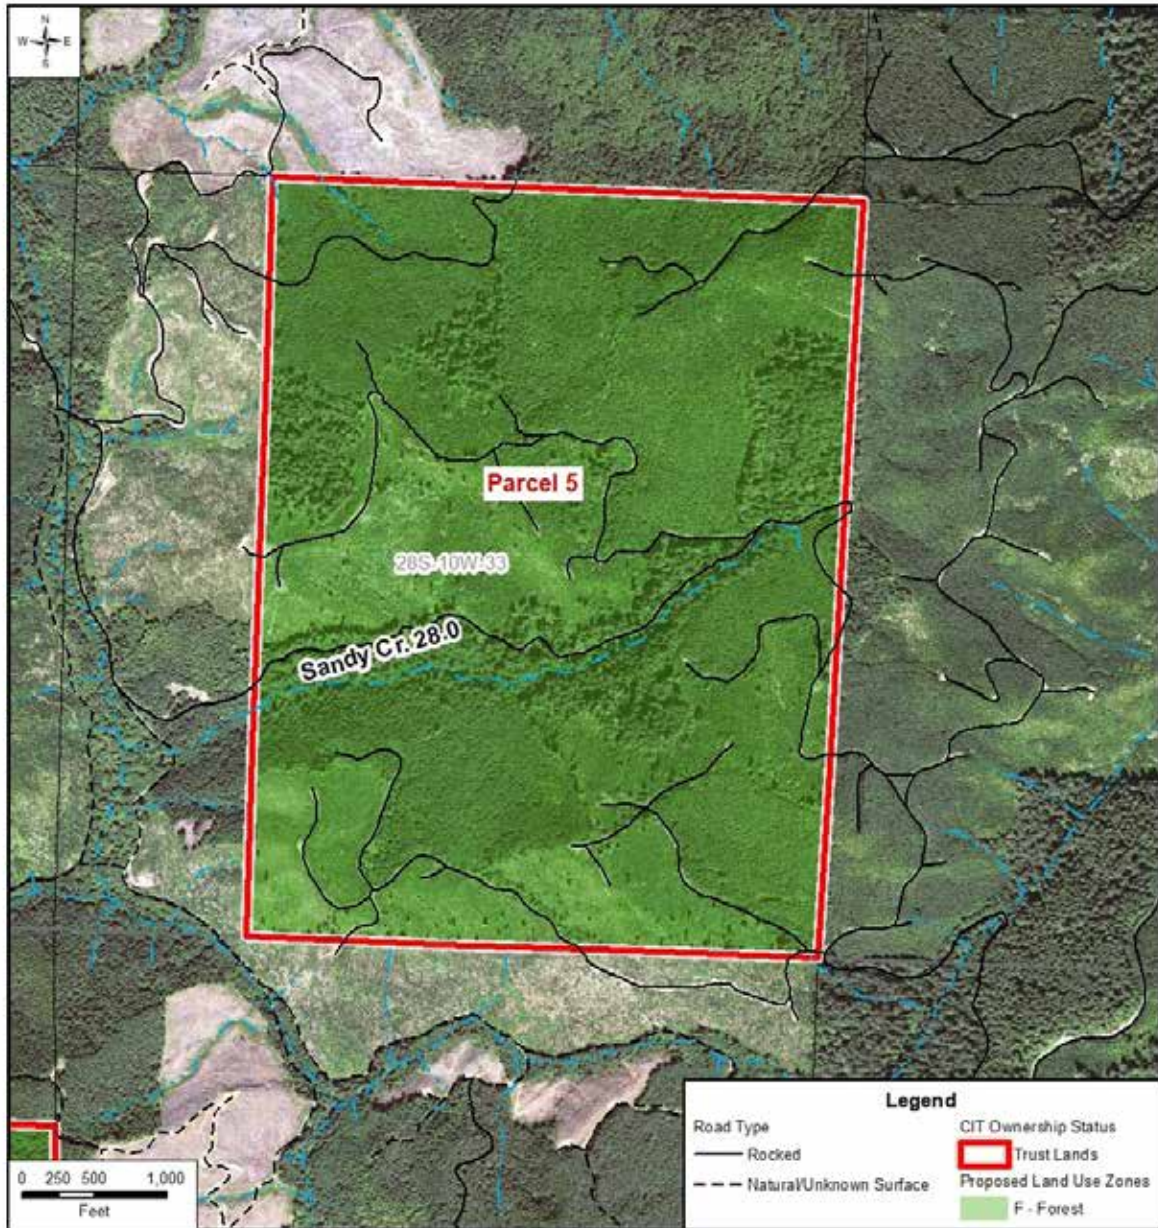 N
W E
S
Parcel 5
28S-10W-33
Sandy Cr. 28.0
Legend
Road Type
Rocked
Natural/Unknown Surface
CIT Ownership Status
Trust Lands
Proposed Land Use Zones
F - Forest
0 250 500 1,000
Feet